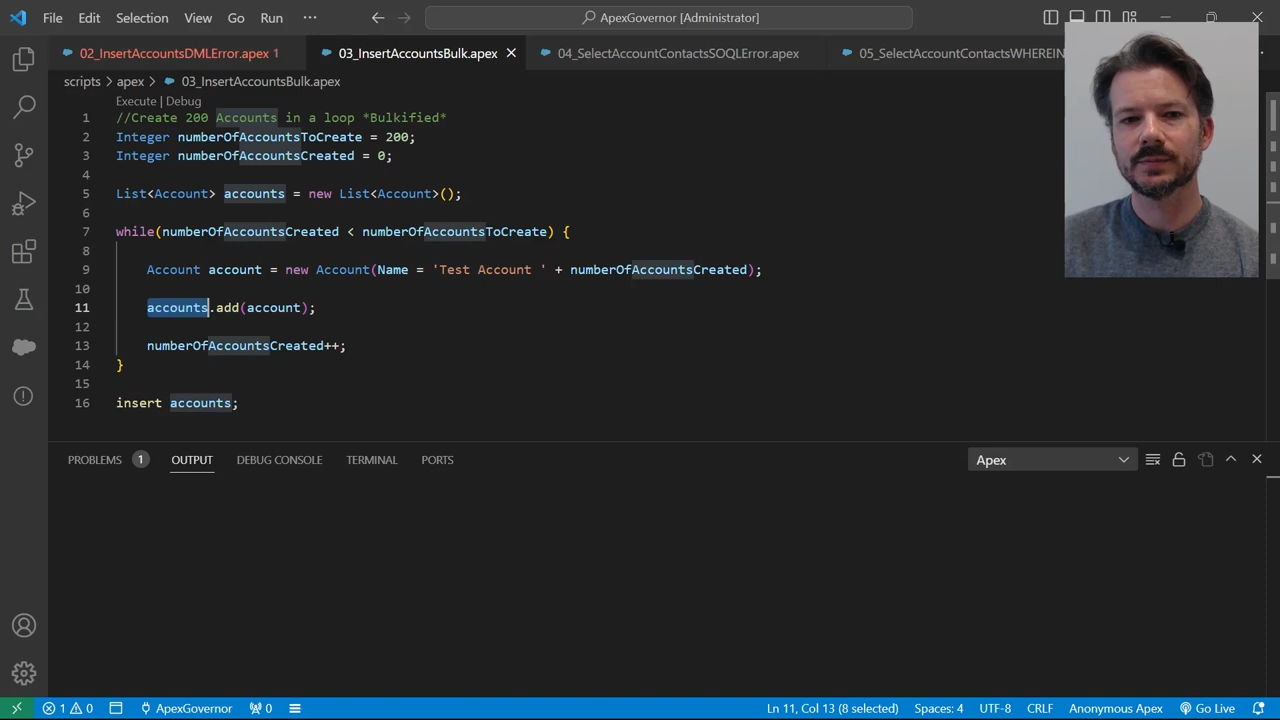 File Edit Selection View Go Run ··· ApexGovernor [Administrator]
02_InsertAccountsDMLError.apex 1 03_InsertAccountsBulk.apex 04_SelectAccountContactsSOQLError.apex 05_SelectAccountContactsWHEREIN
scripts > apex > 03_InsertAccountsBulk.apex
Execute | Debug
1 //Create 200 Accounts in a loop *Bulkified*
2 Integer numberOfAccountsToCreate = 200;
3 Integer numberOfAccountsCreated = 0;
4
5 List<Account> accounts = new List<Account>();
6
7 while(numberOfAccountsCreated < numberOfAccountsToCreate) {
8
9 Account account = new Account(Name = 'Test Account ' + numberOfAccountsCreated);
10
11 accounts.add(account);
12
13 numberOfAccountsCreated++;
14 }
15
16 insert accounts;
PROBLEMS 1 OUTPUT DEBUG CONSOLE TERMINAL PORTS Apex
1 0 ApexGovernor 0 Ln 11, Col 13 (8 selected) Spaces: 4 UTF-8 CRLF Anonymous Apex Go Live